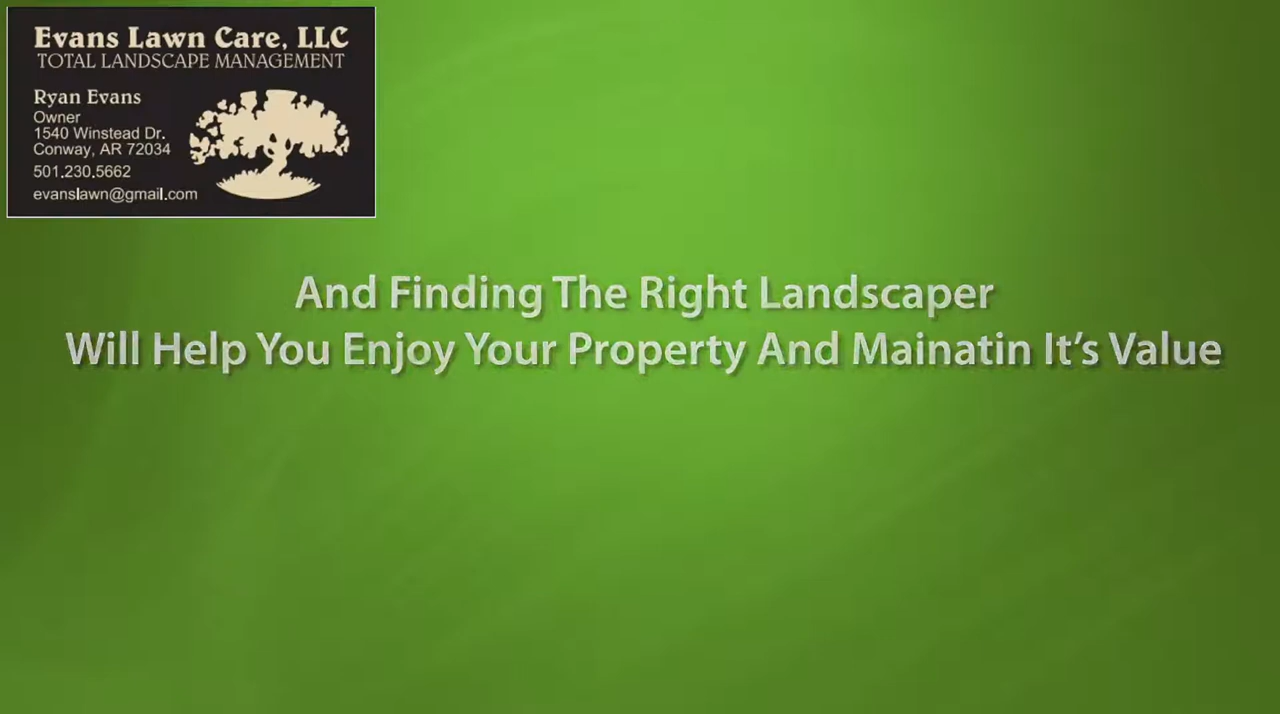 Evans Lawn Care, LLC
TOTAL LANDSCAPE MANAGEMENT
Ryan Evans
Owner
1540 Winstead Dr.
Conway, AR 72034
501.230.5662
evanslawn@gmail.com
And Finding The Right Landscaper
Will Help You Enjoy Your Property And Mainatin It’s Value